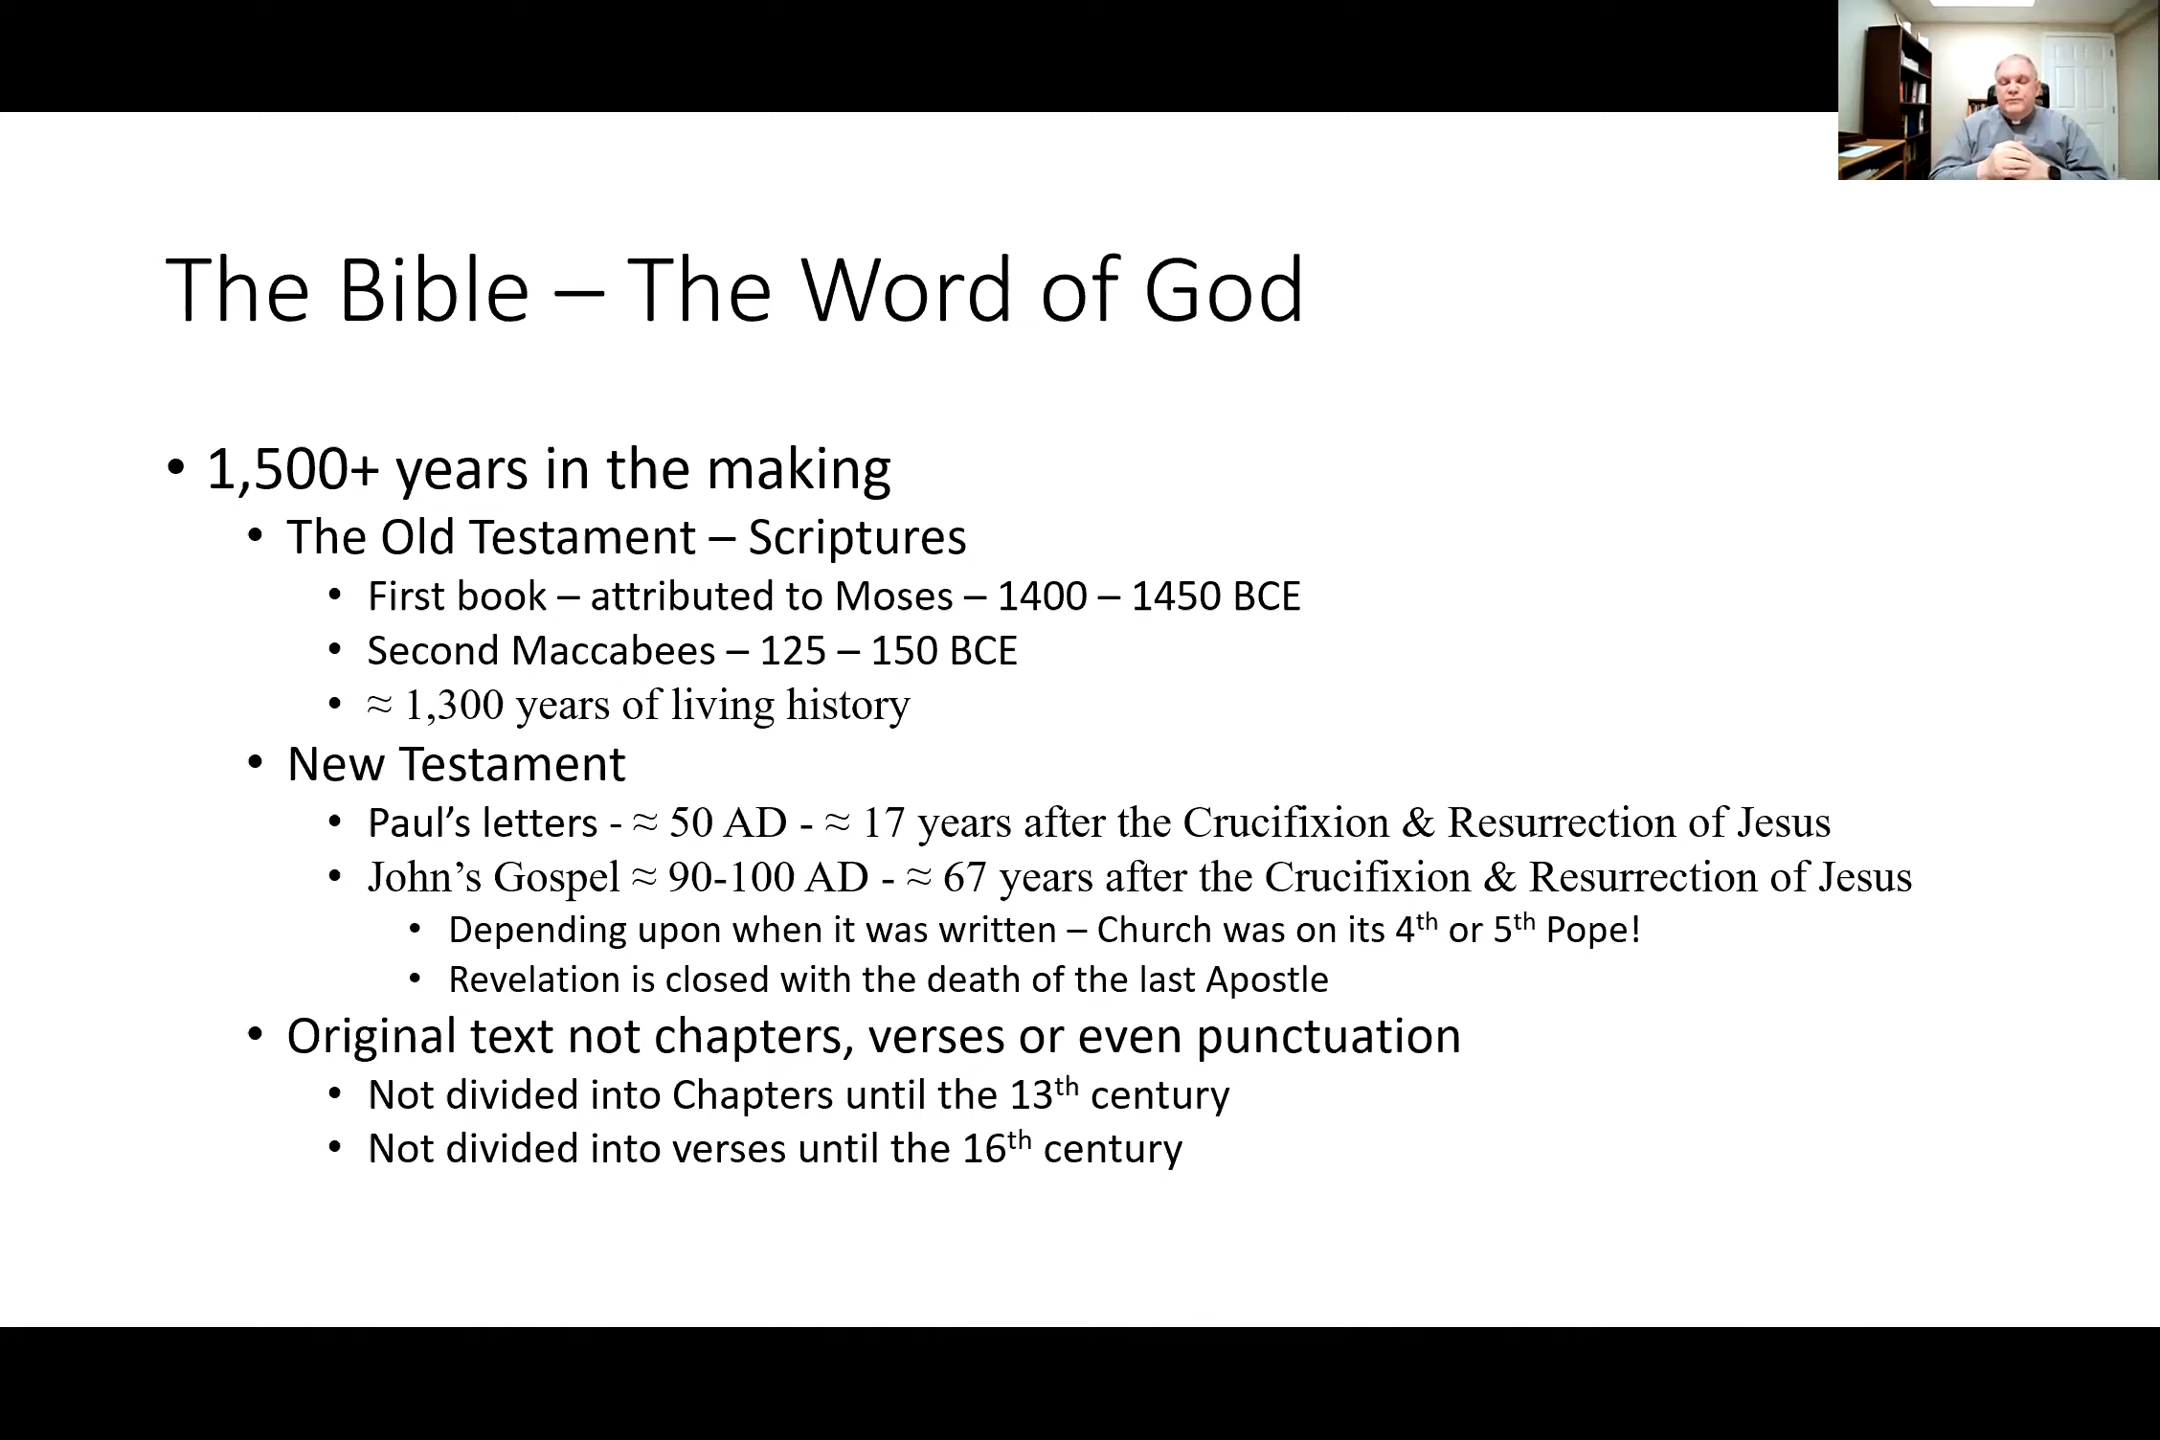 The Bible – The Word of God
• 1,500+ years in the making
• The Old Testament – Scriptures
• First book – attributed to Moses – 1400 – 1450 BCE
• Second Maccabees – 125 – 150 BCE
• ≈ 1,300 years of living history
• New Testament
• Paul’s letters - ≈ 50 AD - ≈ 17 years after the Crucifixion & Resurrection of Jesus
• John’s Gospel ≈ 90-100 AD - ≈ 67 years after the Crucifixion & Resurrection of Jesus
• Depending upon when it was written – Church was on its 4th or 5th Pope!
• Revelation is closed with the death of the last Apostle
• Original text not chapters, verses or even punctuation
• Not divided into Chapters until the 13th century
• Not divided into verses until the 16th century